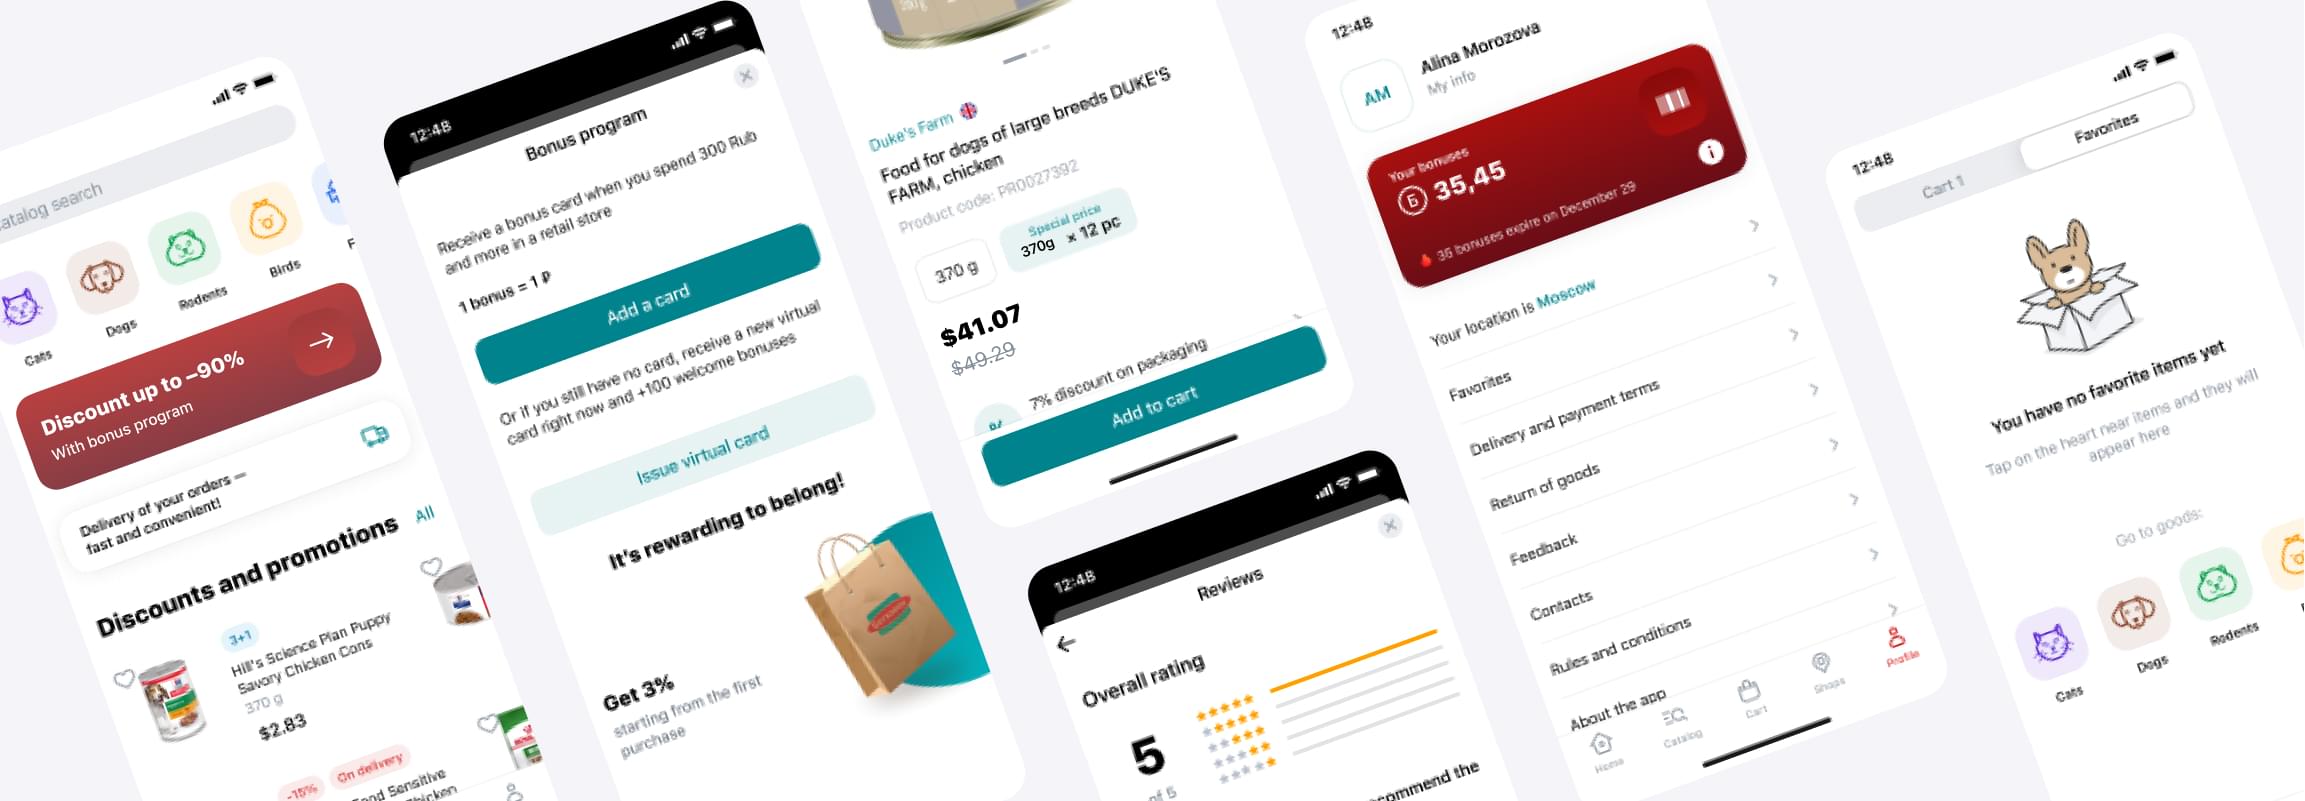 catalog search
Cats
Dogs
Rodents
Birds
Discount up to –90%
With bonus program
Delivery of your orders —
fast and convenient!
Discounts and promotions
All
3+1
Hill's Science Plan Puppy
Savory Chicken Cons
370 g
$2.83
-15%
On delivery
Food Sensitive
Chicken
12:48
Bonus program
Receive a bonus card when you spend 300 Rub
and more in a retail store
1 bonus = 1 ₽
Add a card
Or if you still have no card, receive a new virtual
card right now and +100 welcome bonuses
Issue virtual card
It's rewarding to belong!
Get 3%
starting from the first
purchase
Duke's Farm
Food for dogs of large breeds DUKE'S
FARM, chicken
Product code: PR0027392
370 g
Special price
370g × 12 pc
$41.07
$49.29
7% discount on packaging
Add to cart
12:48
Reviews
Overall rating
5
of 5
recommend the
12:48
AM
Alina Morozova
My info
Your bonuses
Б 35,45
35 bonuses expire on December 29
Your location is Moscow
Favorites
Delivery and payment terms
Return of goods
Feedback
Contacts
Rules and conditions
About the app
Home
Catalog
Cart
Shops
Profile
12:48
Cart 1
Favorites
You have no favorite items yet
Tap on the heart near items and they will
appear here
Go to goods:
Cats
Dogs
Rodents